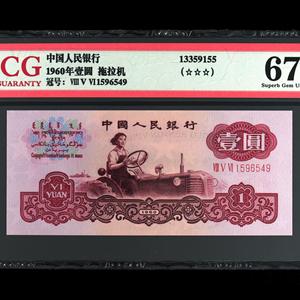 CG
GUARANTY
中国人民银行
1960年壹圆 拖拉机
冠号: Ⅷ Ⅴ Ⅵ1596549
13359155
(☆☆☆)
67
Superb Gem U
中国人民银行
壹圆
Ⅷ Ⅴ Ⅵ 1596549
YI
YUAN
1960
1